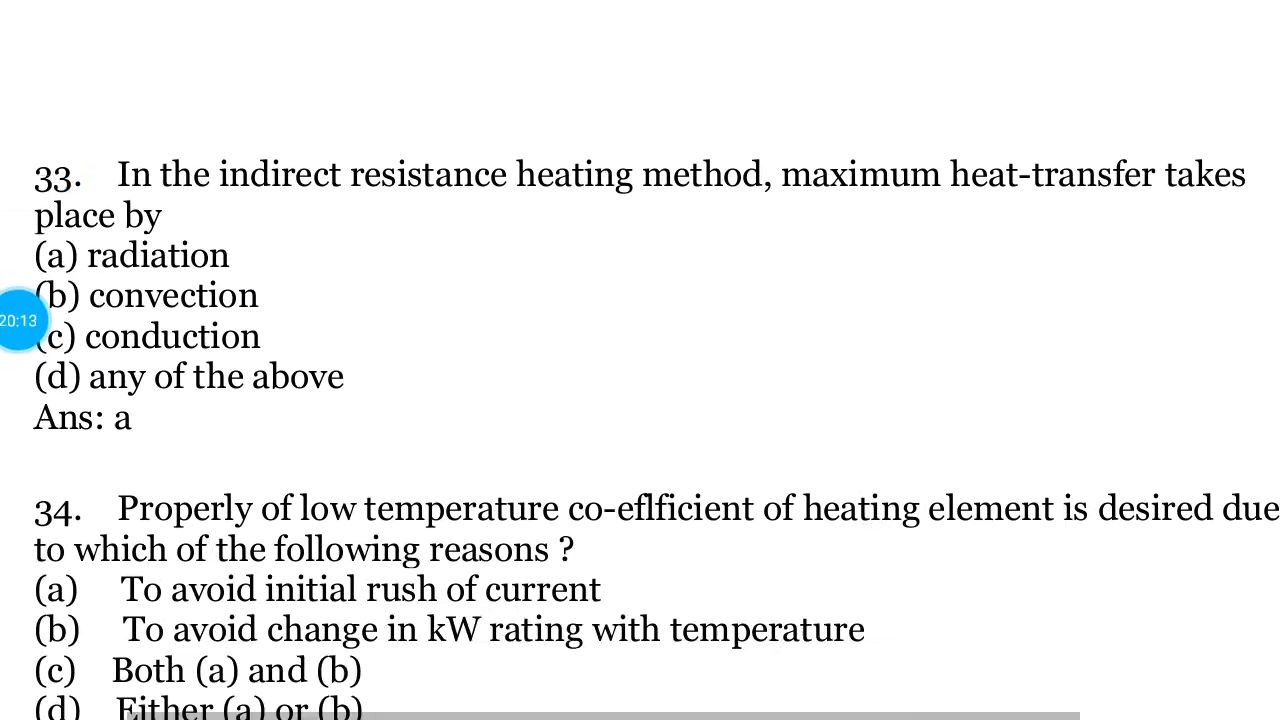 33. In the indirect resistance heating method, maximum heat-transfer takes
place by
(a) radiation
(b) convection
20:13
(c) conduction
(d) any of the above
Ans: a
34. Properly of low temperature co-eflficient of heating element is desired due
to which of the following reasons ?
(a) To avoid initial rush of current
(b) To avoid change in kW rating with temperature
(c) Both (a) and (b)
(d) Either (a) or (b)